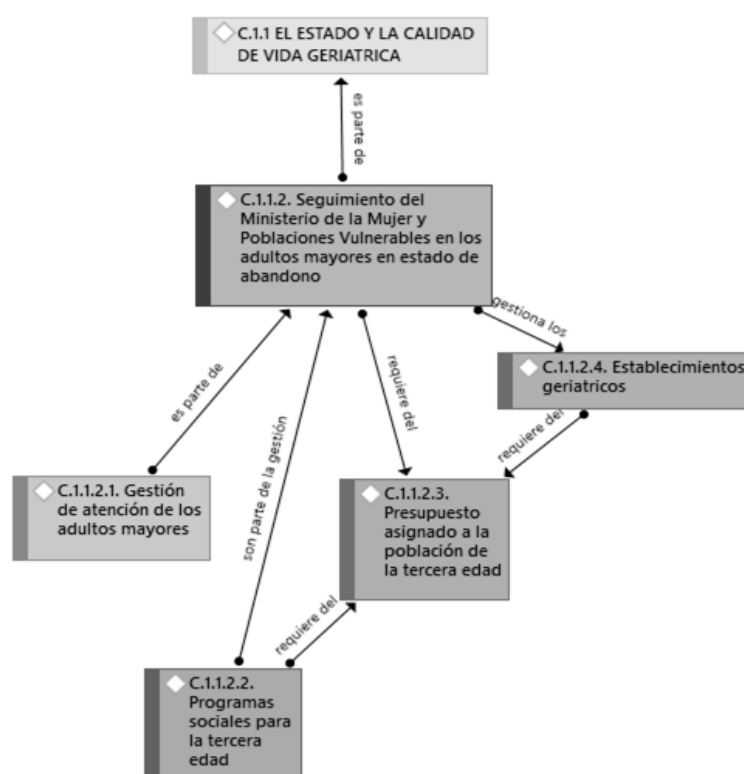 C.1.1 EL ESTADO Y LA CALIDAD
DE VIDA GERIATRICA
es parte de
C.1.1.2. Seguimiento del
Ministerio de la Mujer y
Poblaciones Vulnerables en los
adultos mayores en estado de
abandono
gestiona los
es parte de
requiere del
C.1.1.2.4. Establecimientos
geriatricos
son parte de la gestión
requiere del
C.1.1.2.1. Gestión
de atención de los
adultos mayores
C.1.1.2.3.
Presupuesto
asignado a la
población de
la tercera edad
requiere del
C.1.1.2.2.
Programas
sociales para
la tercera
edad